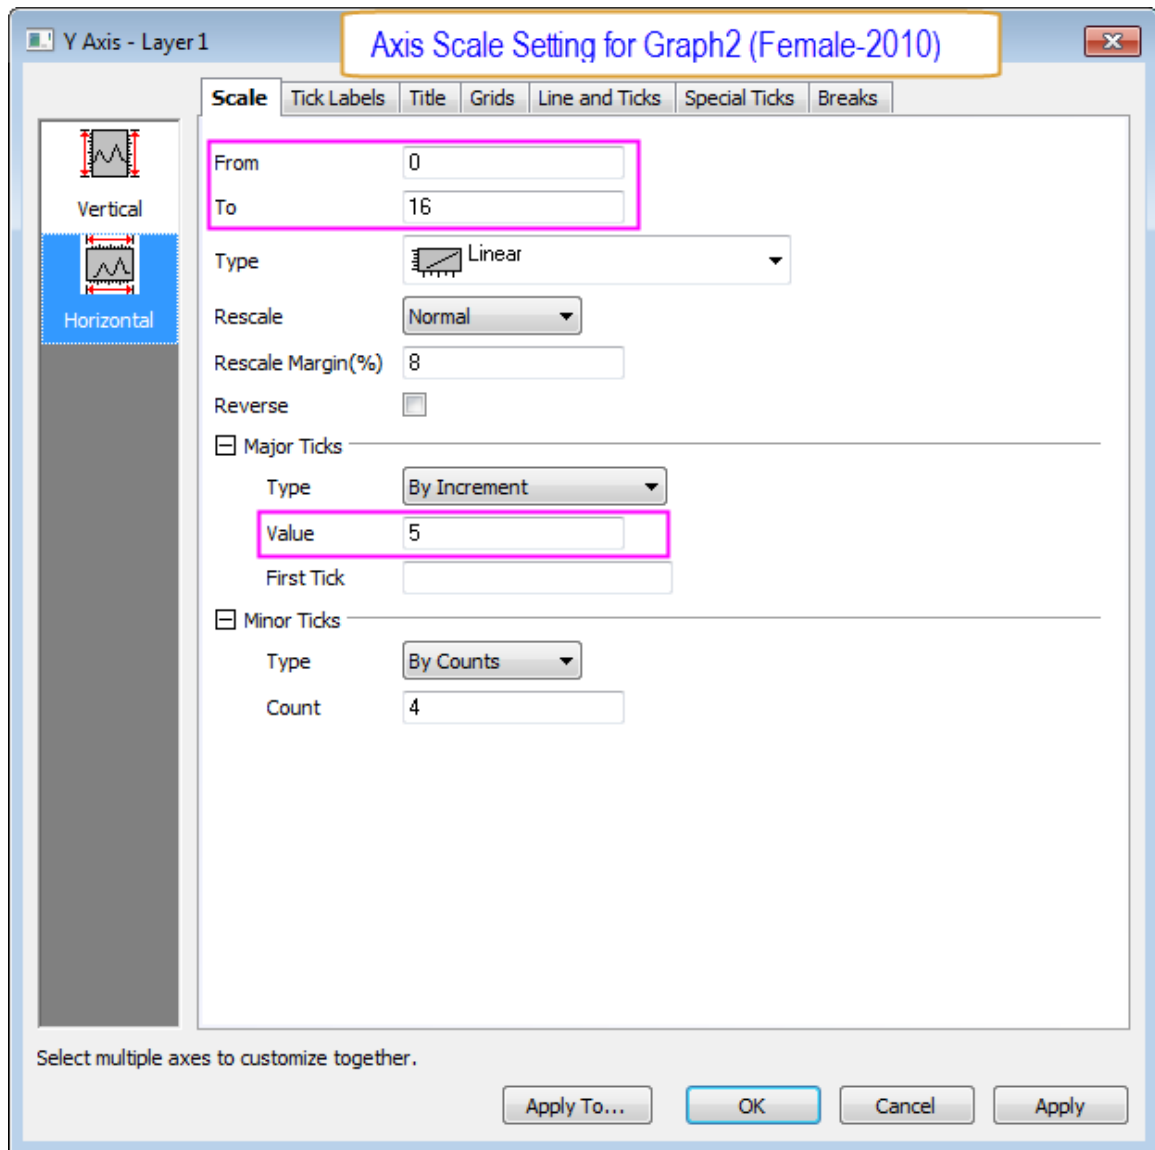 Y Axis - Layer 1
Axis Scale Setting for Graph2 (Female-2010)
Scale Tick Labels Title Grids Line and Ticks Special Ticks Breaks
Vertical
Horizontal
From 0
To 16
Type Linear
Rescale Normal
Rescale Margin(%) 8
Reverse
Major Ticks
Type By Increment
Value 5
First Tick
Minor Ticks
Type By Counts
Count 4
Select multiple axes to customize together.
Apply To... OK Cancel Apply